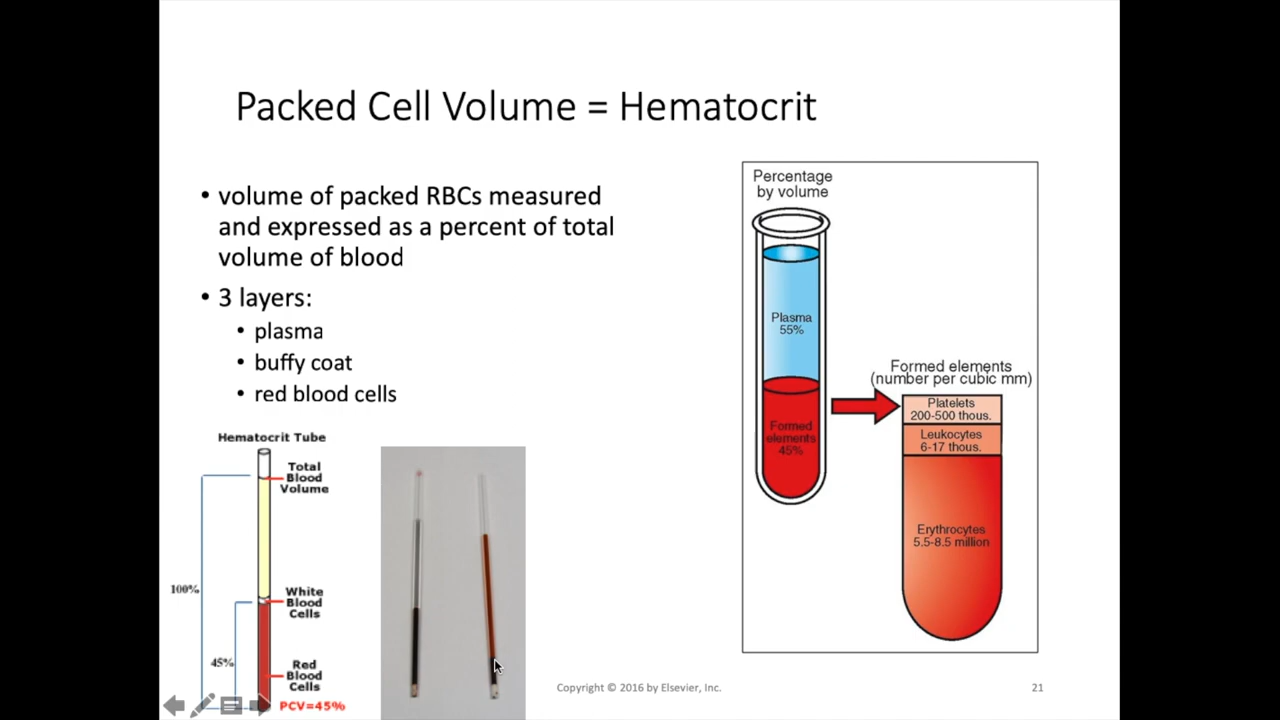 Packed Cell Volume = Hematocrit
• volume of packed RBCs measured
and expressed as a percent of total
volume of blood
• 3 layers:
• plasma
• buffy coat
• red blood cells
Hematocrit Tube
Total
Blood
Volume
100%
White
Blood
Cells
45%
Red
Blood
Cells
PCV=45%
Percentage
by volume
Plasma
55%
Formed
elements
45%
Formed elements
(number per cubic mm)
Platelets
200-500 thous.
Leukocytes
6-17 thous.
Erythrocytes
5.5-8.5 million
Copyright © 2016 by Elsevier, Inc.
21